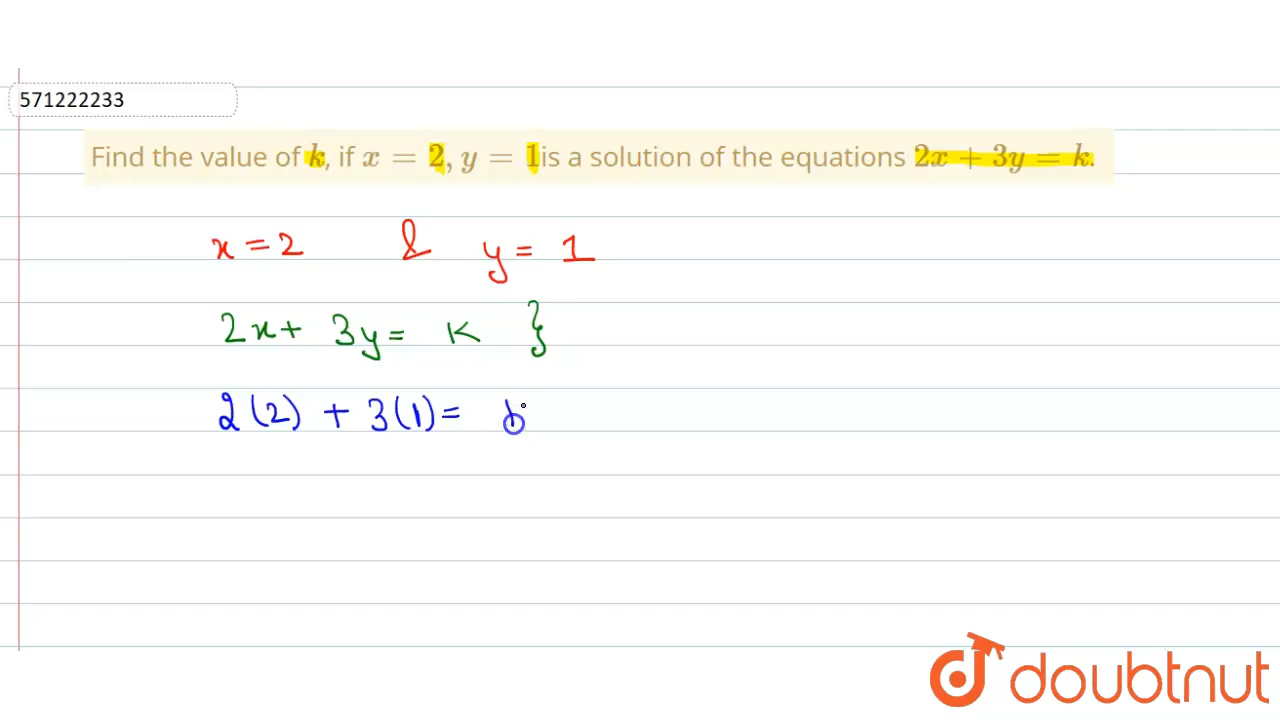 571222233
Find the value of k, if x = 2, y = 1 is a solution of the equations 2x + 3y = k.
x = 2 & y = 1
2x + 3y = K }
2(2) + 3(1) =
doubtnut